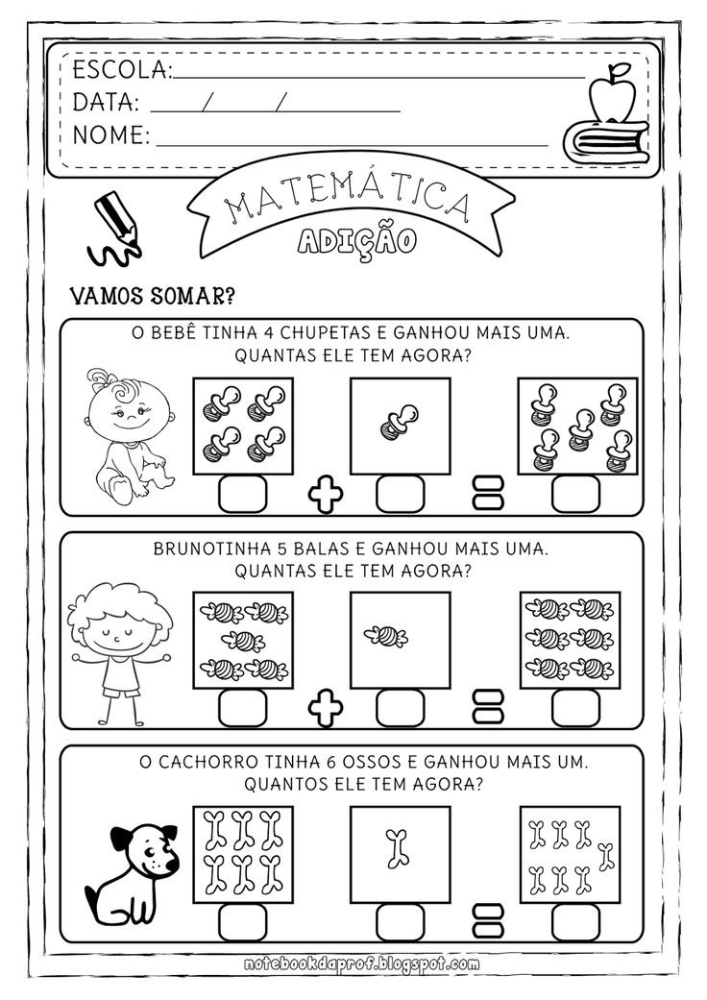 ESCOLA:
DATA: / /
NOME:
MATEMÁTICA
ADIÇÃO
VAMOS SOMAR?
O BEBÊ TINHA 4 CHUPETAS E GANHOU MAIS UMA.
QUANTAS ELE TEM AGORA?
+ =
BRUNOTINHA 5 BALAS E GANHOU MAIS UMA.
QUANTAS ELE TEM AGORA?
+ =
O CACHORRO TINHA 6 OSSOS E GANHOU MAIS UM.
QUANTOS ELE TEM AGORA?
=
notebookdaprof.blogspot.com